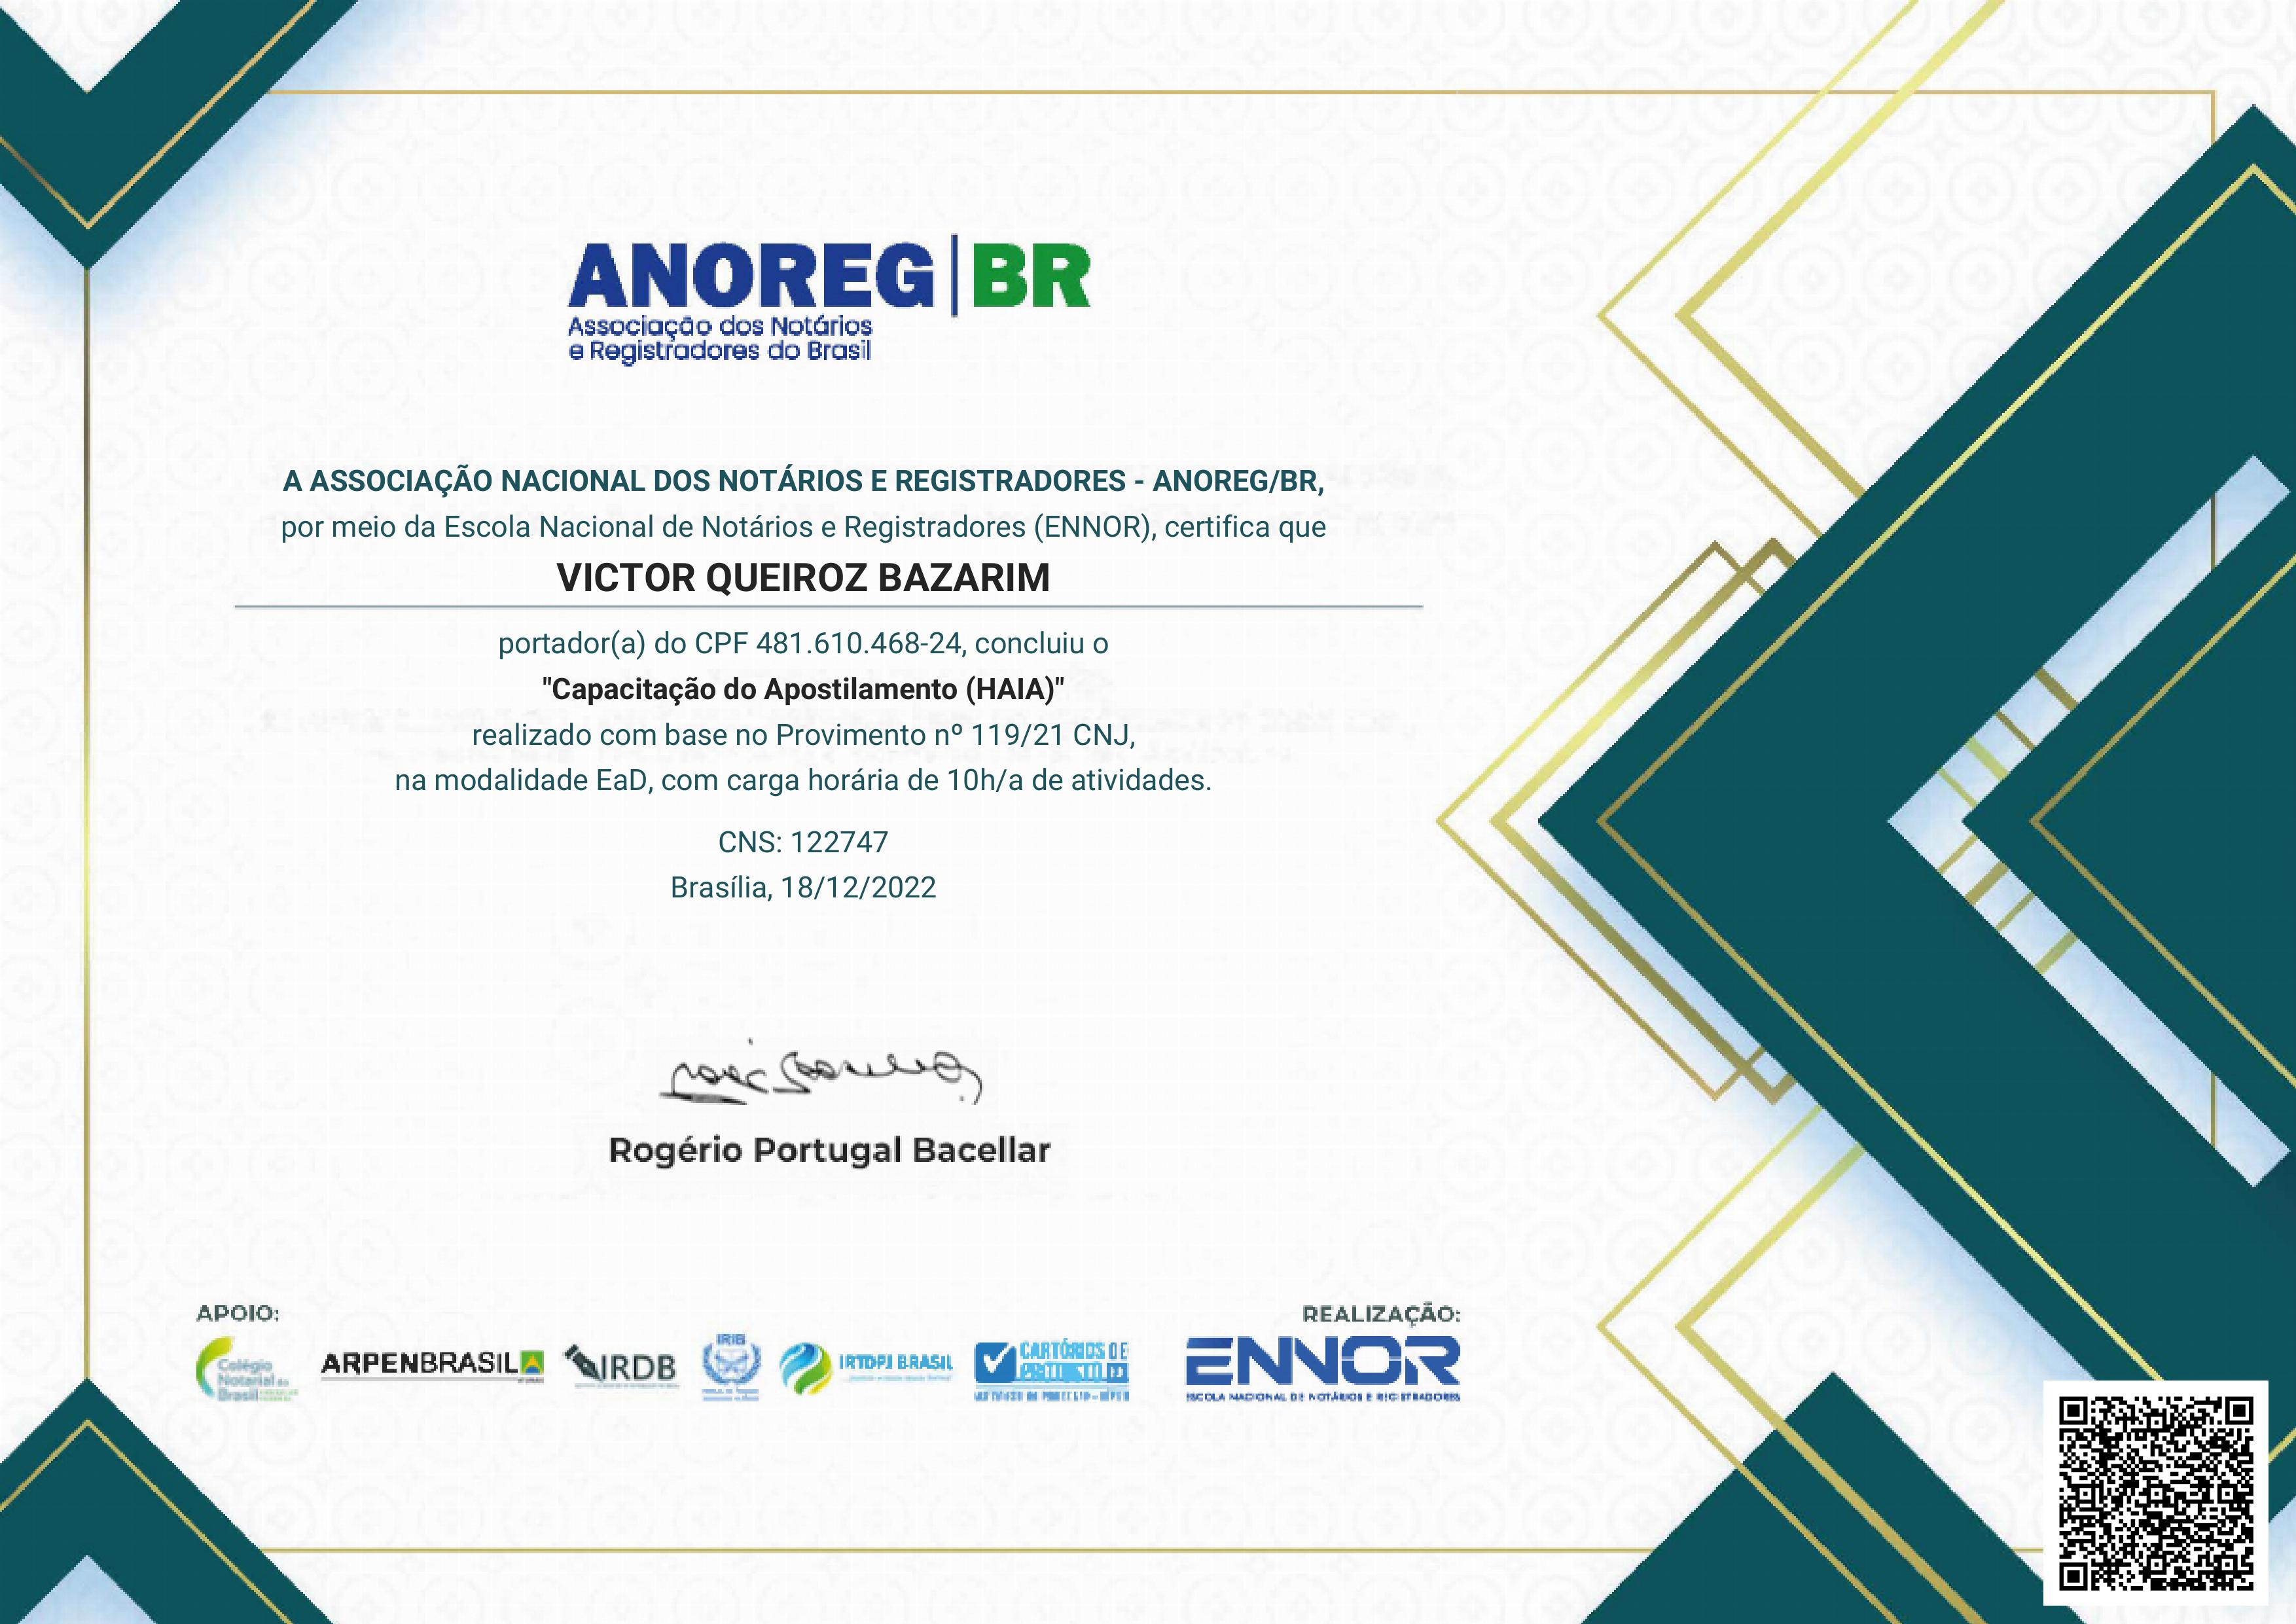 ANOREG BR
Associação dos Notários
e Registradores do Brasil
A ASSOCIAÇÃO NACIONAL DOS NOTÁRIOS E REGISTRADORES - ANOREG/BR,
por meio da Escola Nacional de Notários e Registradores (ENNOR), certifica que
VICTOR QUEIROZ BAZARIM
portador(a) do CPF 481.610.468-24, concluiu o
"Capacitação do Apostilamento (HAIA)"
realizado com base no Provimento nº 119/21 CNJ,
na modalidade EaD, com carga horária de 10h/a de atividades.
CNS: 122747
Brasília, 18/12/2022
Rogério Portugal Bacellar
APOIO:
Colégio
Notarial do
Brasil
ARPENBRASIL
IRDB
IRIB
IRTDPJ BRASIL
CARTÓRIOS DE
PROTESTO
REALIZAÇÃO:
ENNOR
ESCOLA NACIONAL DE NOTÁRIOS E REGISTRADORES